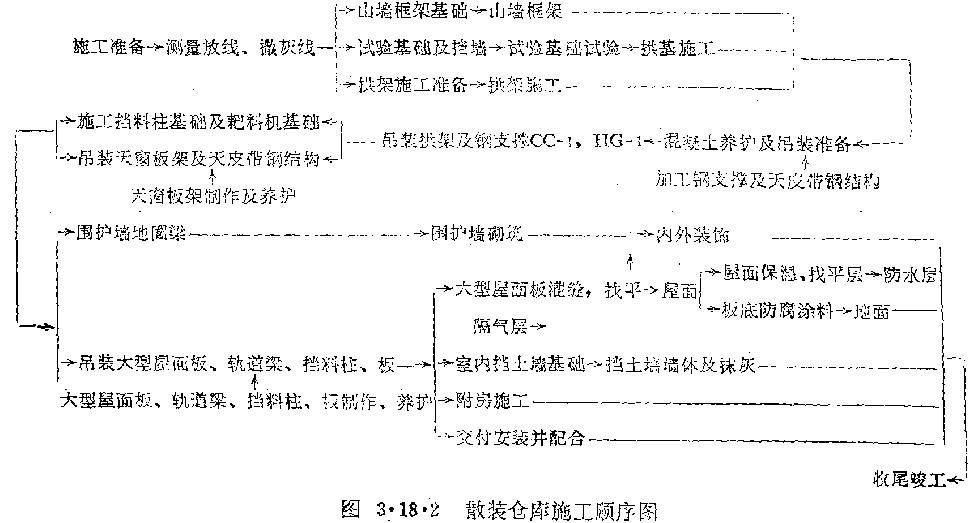 →山墙框架基础→山墙框架
施工准备→测量放线、撒灰线
→试验基础及挡墙→试验基础试验→拱基施工
→拱架施工准备→拱架施工
→施工挡料柱基础及耙料机基础←
吊装拱架及钢支撑CC-1，HG-1←混凝土养护及吊装准备←
→吊装天窗板架及天皮带钢结构←
天窗板架制作及养护
加工钢支撑及天皮带钢结构
→围护墙地圈梁→围护墙砌筑→内外装饰
→大型屋面板灌缝，找平→屋面
隔气层→
→屋面保温、找平层→防水层
→板底防腐涂料→地面
→吊装大型屋面板、轨道梁、挡料柱、板→
→室内挡土墙基础→挡土墙墙体及抹灰
大型屋面板、轨道梁、挡料柱、板制作、养护
→附房施工
→交付安装并配合
收尾竣工←
图 3·18·2 散装仓库施工顺序图